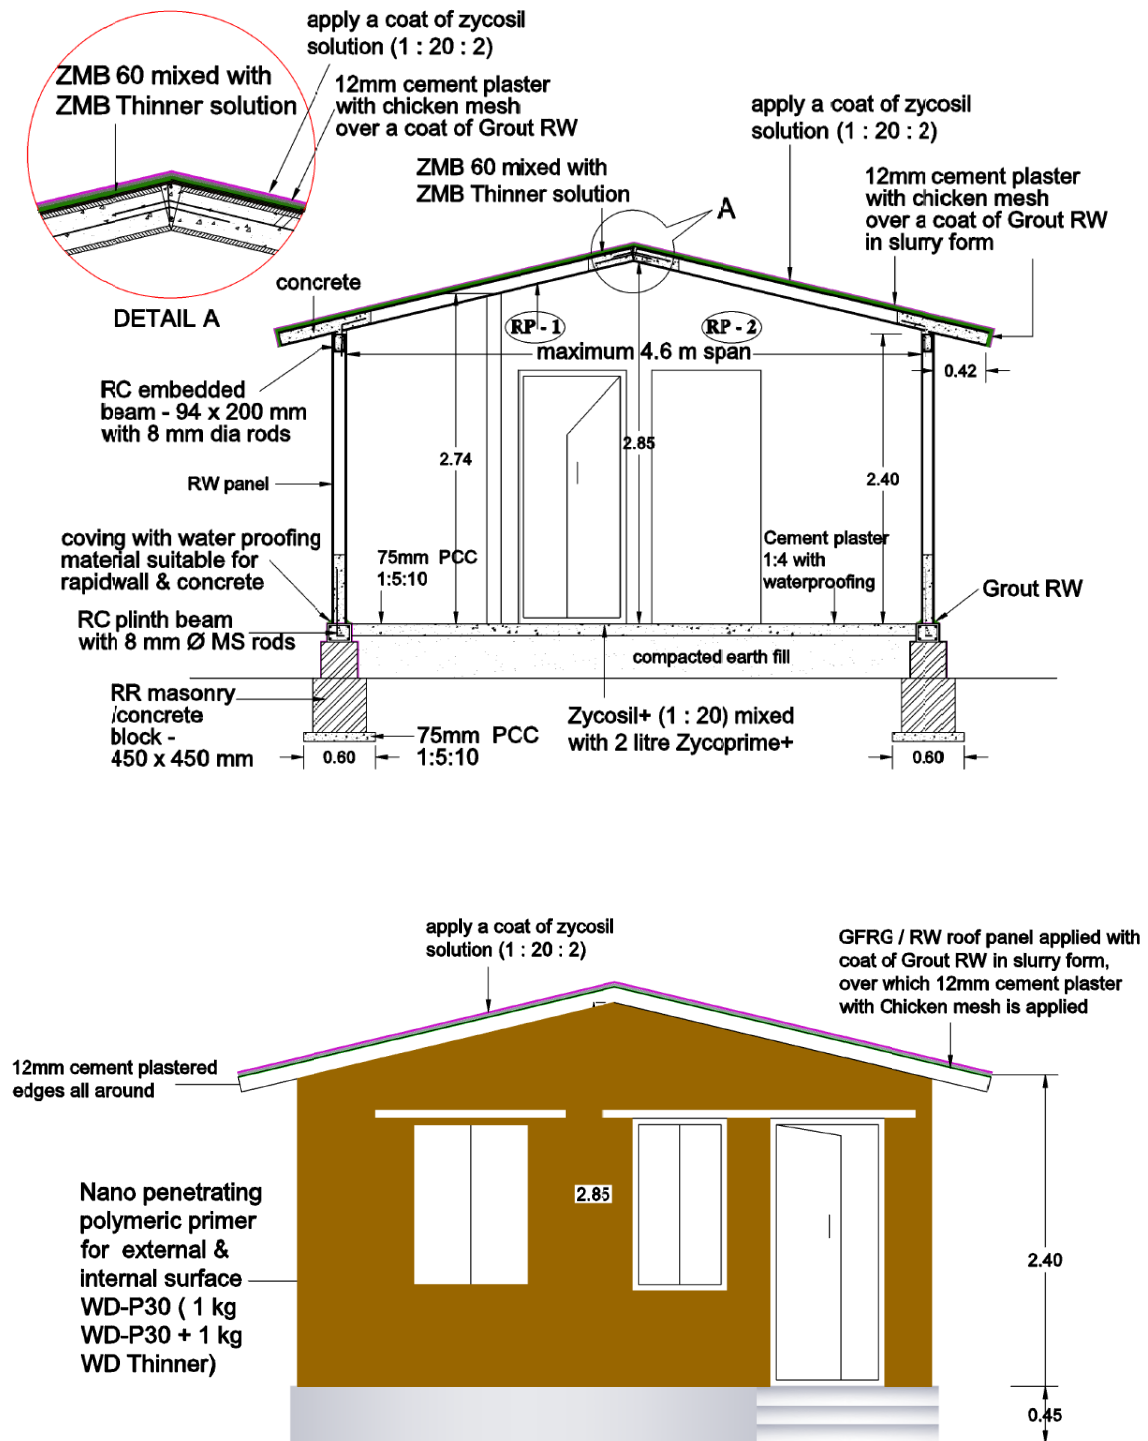 apply a coat of zycosil
solution (1 : 20 : 2)
ZMB 60 mixed with
ZMB Thinner solution
12mm cement plaster
with chicken mesh
over a coat of Grout RW
DETAIL A
ZMB 60 mixed with
ZMB Thinner solution
apply a coat of zycosil
solution (1 : 20 : 2)
A
12mm cement plaster
with chicken mesh
over a coat of Grout RW
in slurry form
concrete
RP - 1
RP - 2
maximum 4.6 m span
0.42
RC embedded
beam - 94 x 200 mm
with 8 mm dia rods
2.74
2.85
2.40
RW panel
coving with water proofing
material suitable for
rapidwall & concrete
75mm PCC
1:5:10
Cement plaster
1:4 with
waterproofing
Grout RW
RC plinth beam
with 8 mm Ø MS rods
compacted earth fill
RR masonry
/concrete
block -
450 x 450 mm
75mm PCC
1:5:10
Zycosil+ (1 : 20) mixed
with 2 litre Zycoprime+
0.60
0.60
apply a coat of zycosil
solution (1 : 20 : 2)
GFRG / RW roof panel applied with
coat of Grout RW in slurry form,
over which 12mm cement plaster
with Chicken mesh is applied
12mm cement plastered
edges all around
Nano penetrating
polymeric primer
for external &
internal surface
WD-P30 ( 1 kg
WD-P30 + 1 kg
WD Thinner)
2.85
2.40
0.45